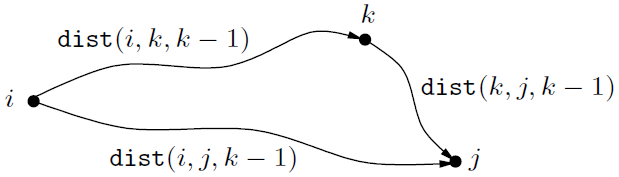 k
dist(i, k, k − 1)
dist(k, j, k − 1)
i
dist(i, j, k − 1)
j